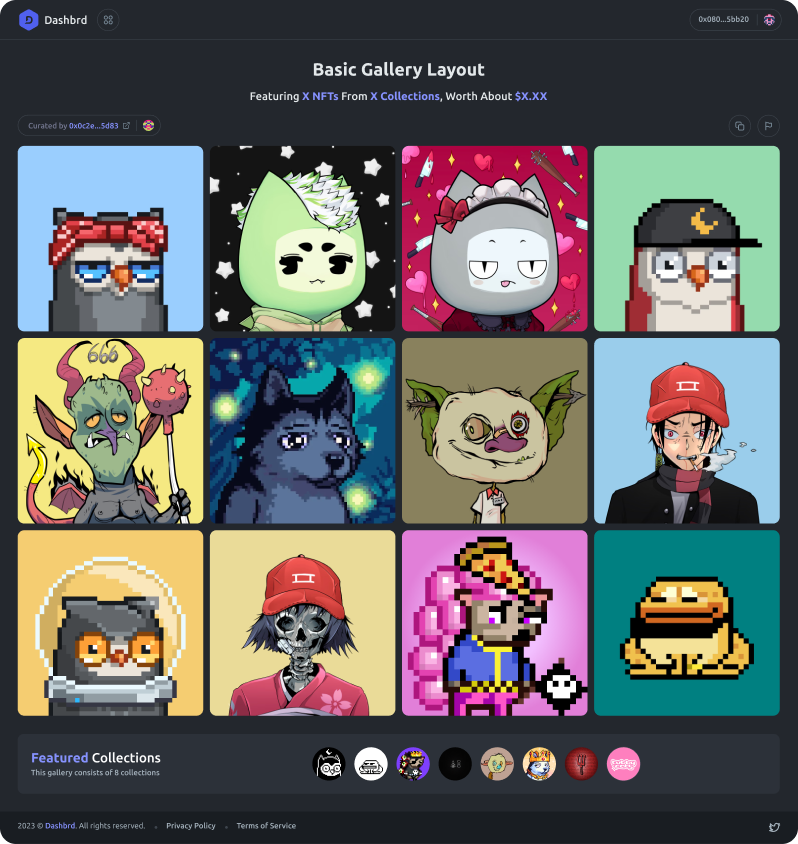 Dashbrd
0x080...5bb20
Basic Gallery Layout
Featuring X NFTs From X Collections, Worth About $X.XX
Curated by 0x0c2e...5d83
666
Featured Collections
This gallery consists of 8 collections
2023 © Dashbrd. All rights reserved.
Privacy Policy
Terms of Service